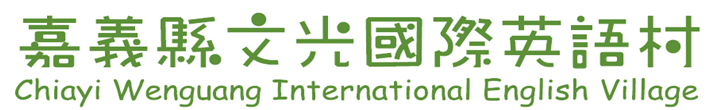 嘉義縣文光國際英語村
Chiayi Wenguang International English Village